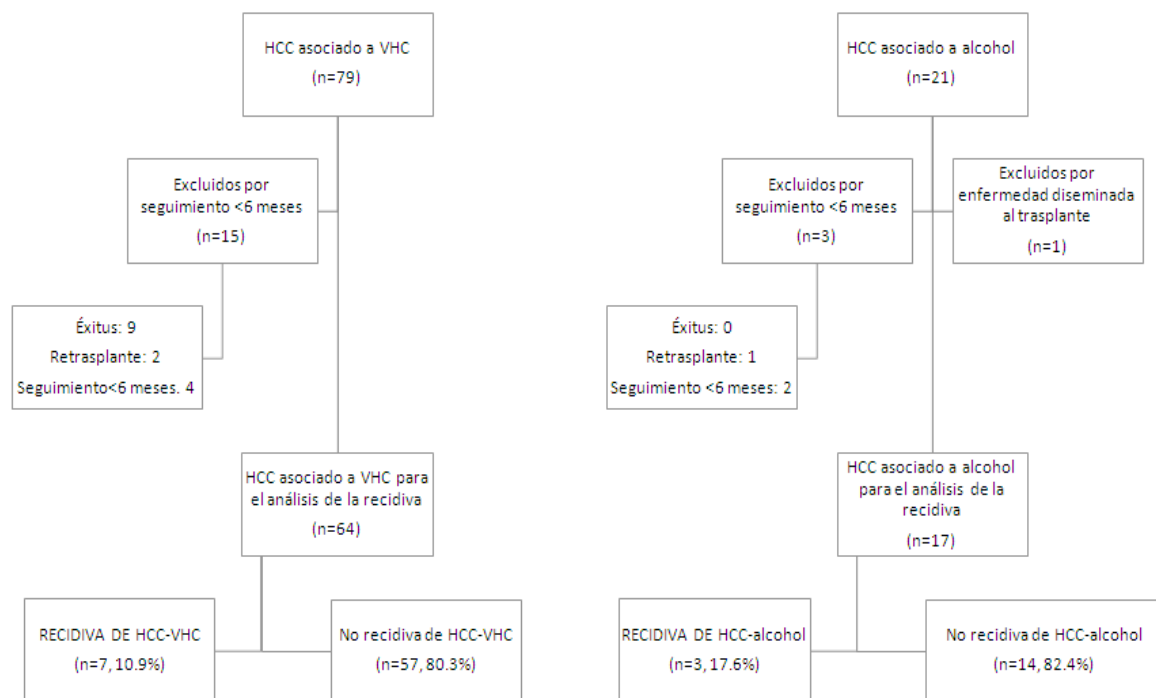 HCC asociado a VHC
(n=79)
Excluidos por
seguimiento <6 meses
(n=15)
Éxitus: 9
Retrasplante: 2
Seguimiento<6 meses. 4
HCC asociado a VHC para
el análisis de la recidiva
(n=64)
RECIDIVA DE HCC-VHC
(n=7, 10.9%)
No recidiva de HCC-VHC
(n=57, 80.3%)
HCC asociado a alcohol
(n=21)
Excluidos por
seguimiento <6 meses
(n=3)
Excluidos por
enfermedad diseminada
al trasplante
(n=1)
Éxitus: 0
Retrasplante: 1
Seguimiento <6 meses: 2
HCC asociado a alcohol
para el análisis de la
recidiva
(n=17)
RECIDIVA DE HCC-alcohol
(n=3, 17.6%)
No recidiva de HCC-alcohol
(n=14, 82.4%)